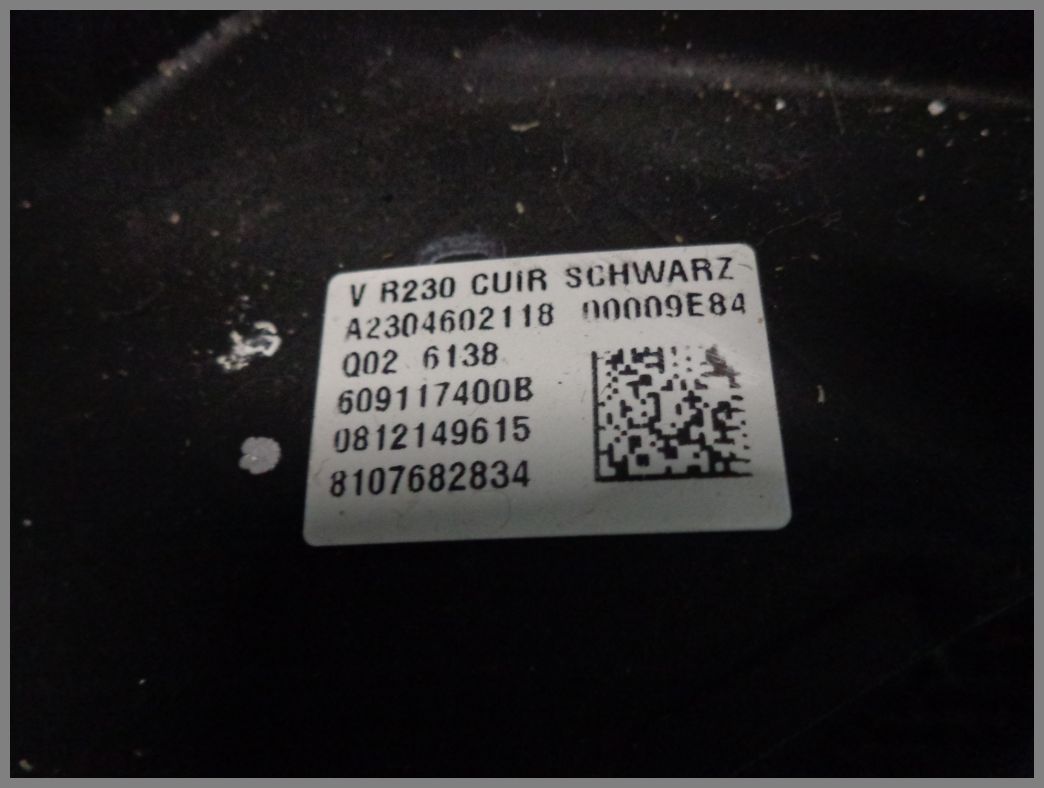 V R230 CUIR SCHWARZ
A2304602118 00009E84
Q02 6138
609117400B
0812149615
8107682834